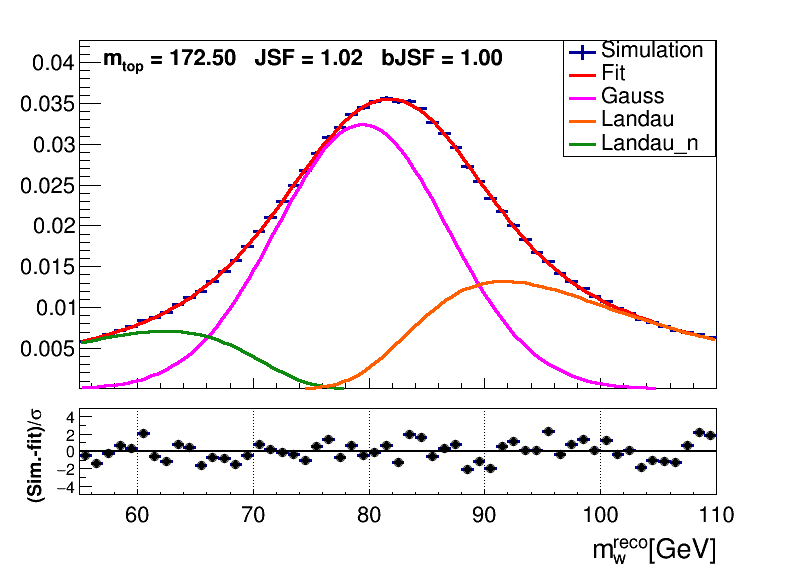 m_top = 172.50 JSF = 1.02 bJSF = 1.00
Simulation
Fit
Gauss
Landau
Landau_n
0.04
0.035
0.03
0.025
0.02
0.015
0.01
0.005
(Sim.-fit)/σ
4
2
0
−2
−4
60 70 80 90 100 110
m_w^reco[GeV]